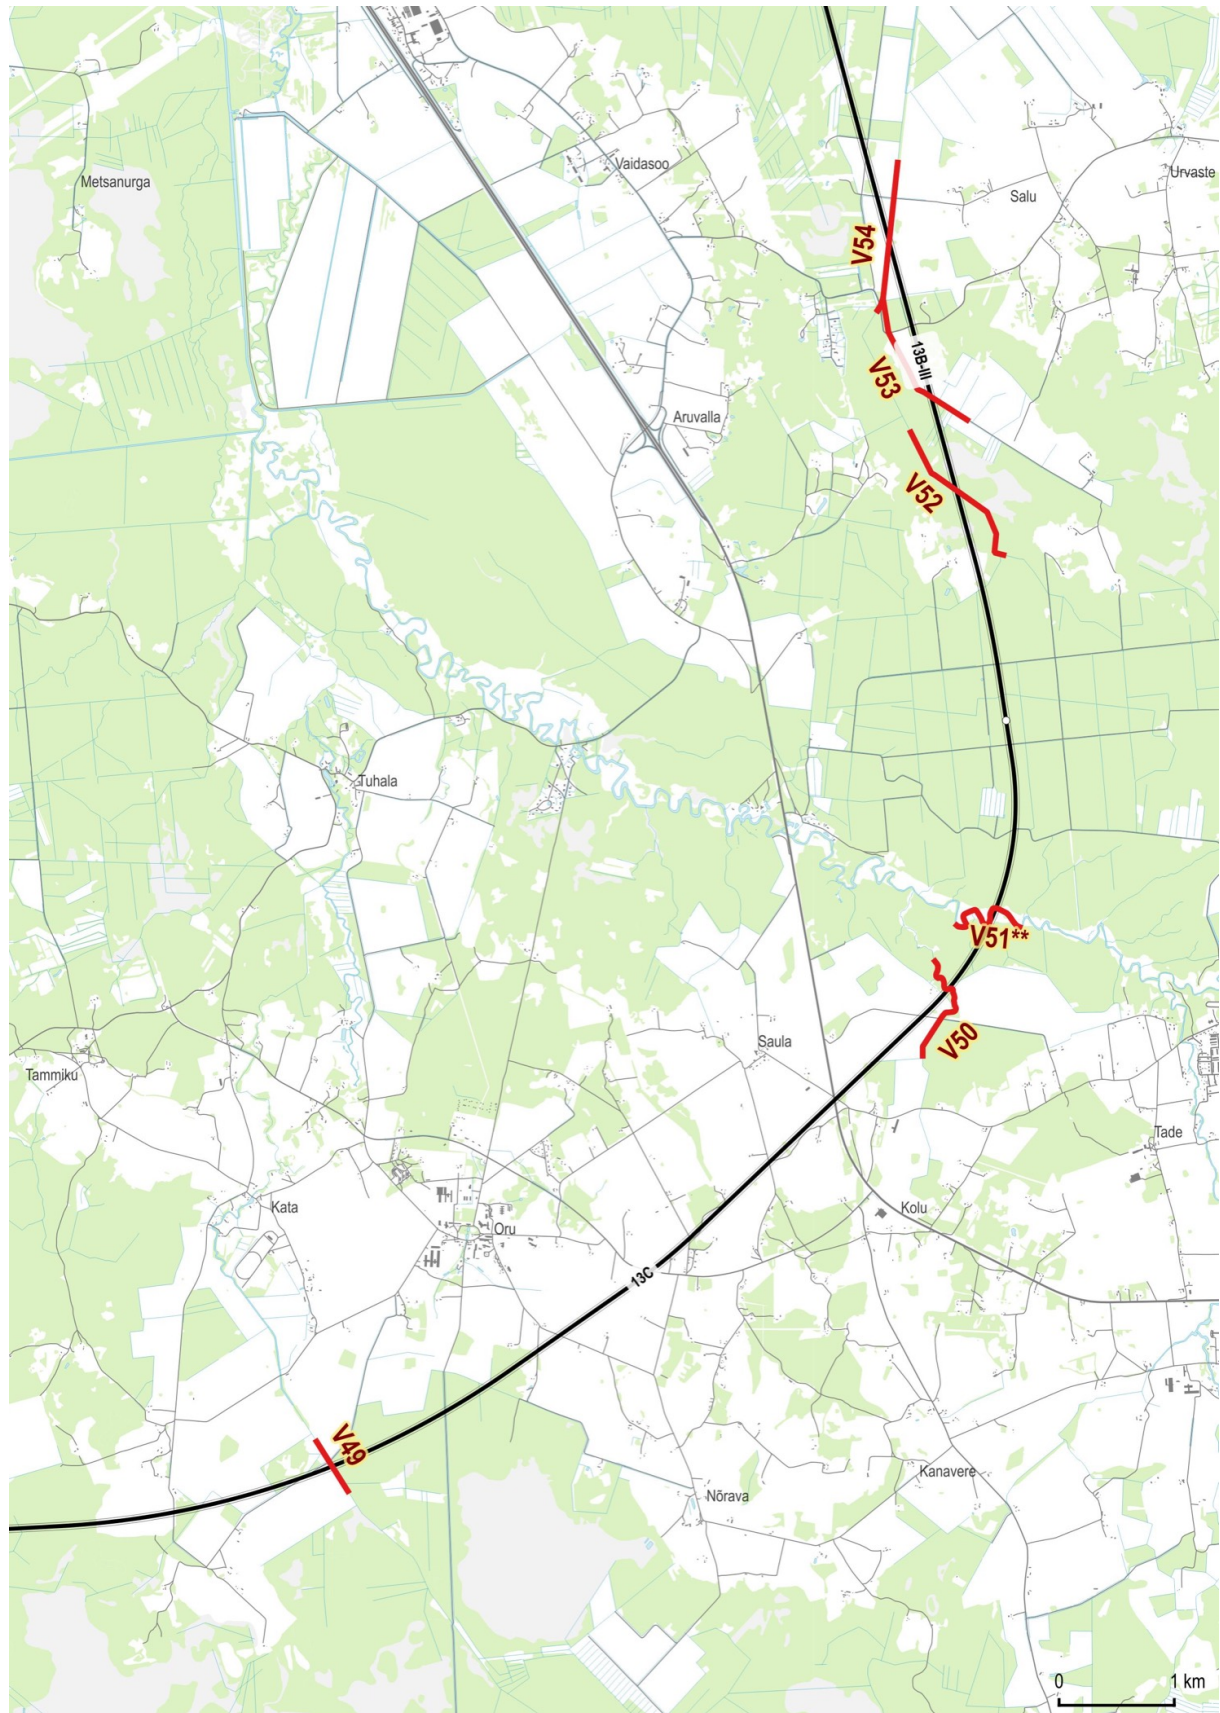 Vaidasoo
Urvaste
Metsanurga
Salu
V54
13B-III
V53
Aruvalla
V52
Tuhala
V51**
Saula
V50
Tammiku
Tade
Kata
Kolu
Oru
13C
V49
Kanavere
Nõrava
0 1 km